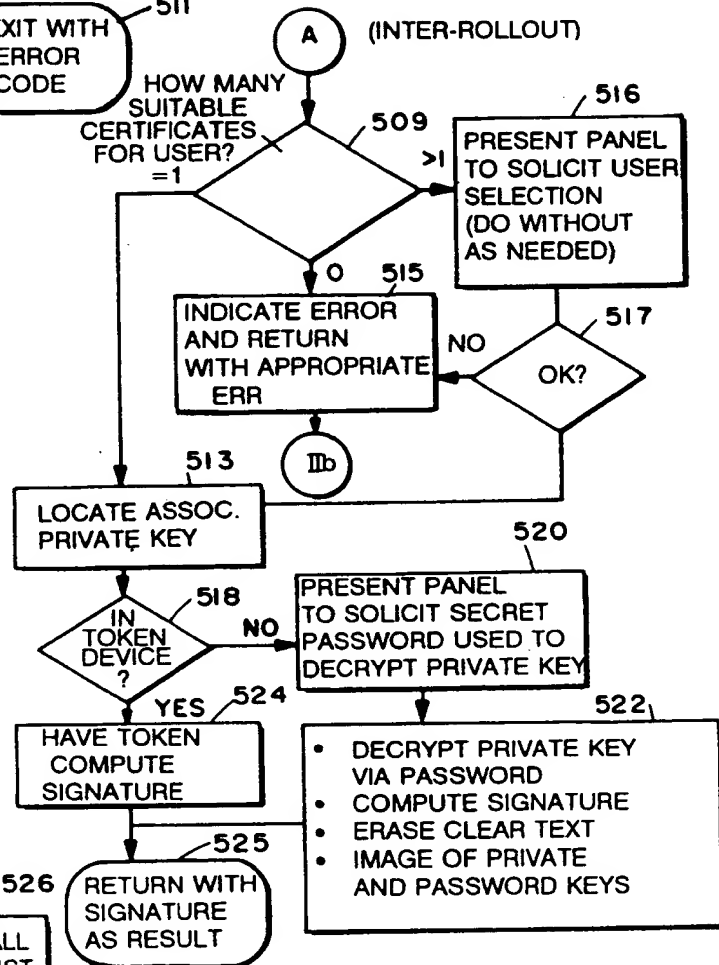 511
EXIT WITH
ERROR
CODE
A
(INTER-ROLLOUT)
HOW MANY
SUITABLE
CERTIFICATES
FOR USER?
=1
509
>1
516
PRESENT PANEL
TO SOLICIT USER
SELECTION
(DO WITHOUT
AS NEEDED)
0
515
INDICATE ERROR
AND RETURN
WITH APPROPRIATE
ERR
NO
517
OK?
IIIb
513
LOCATE ASSOC.
PRIVATE KEY
518
IN
TOKEN
DEVICE
?
NO
520
PRESENT PANEL
TO SOLICIT SECRET
PASSWORD USED TO
DECRYPT PRIVATE KEY
YES
524
HAVE TOKEN
COMPUTE
SIGNATURE
522
• DECRYPT PRIVATE KEY
VIA PASSWORD
• COMPUTE SIGNATURE
• ERASE CLEAR TEXT
• IMAGE OF PRIVATE
AND PASSWORD KEYS
525
RETURN WITH
SIGNATURE
AS RESULT
526